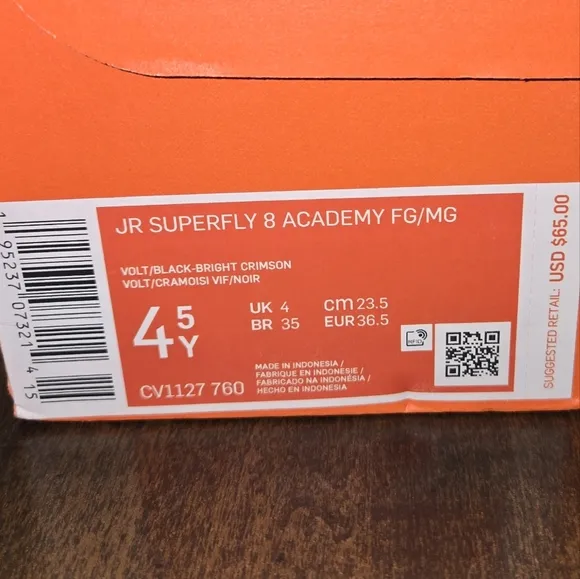 JR SUPERFLY 8 ACADEMY FG/MG
VOLT/BLACK-BRIGHT CRIMSON
VOLT/CRAMOISI VIF/NOIR
4 5 Y
UK 4 cm 23.5
BR 35 EUR 36.5
CV1127 760
MADE IN INDONESIA /
FABRIQUE EN INDONESIE /
FABRICADO NA INDONÉSIA /
HECHO EN INDONESIA
RFID
1 95237 07321 4 15
SUGGESTED RETAIL: USD $65.00